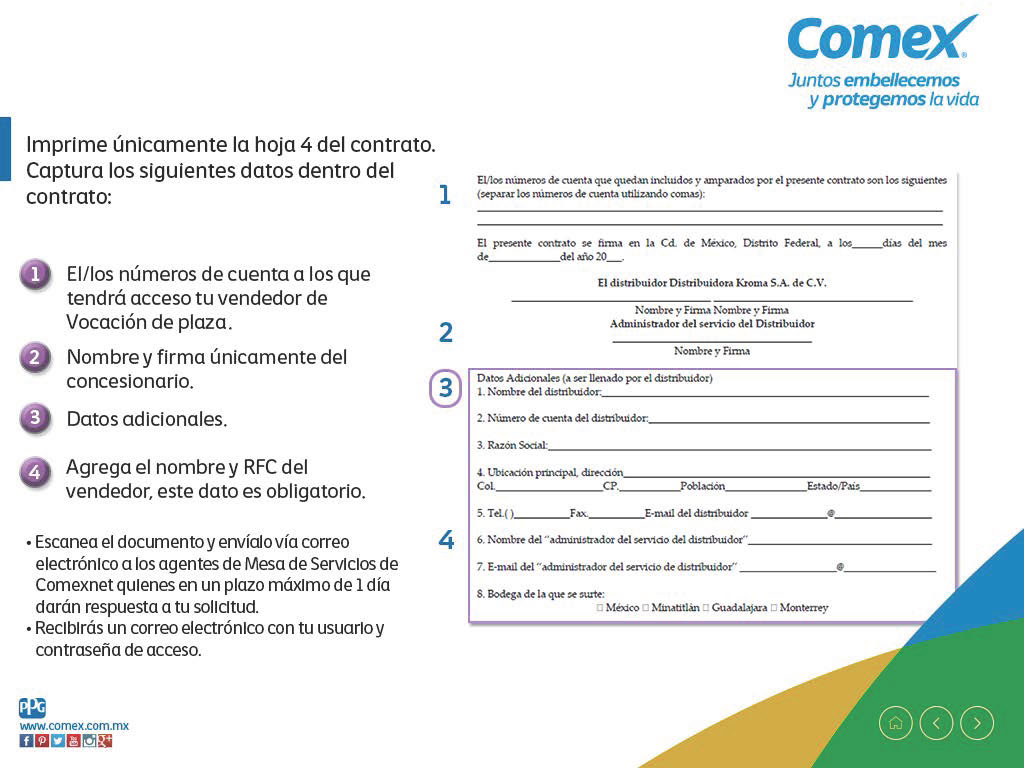 Comex®
Juntos embellecemos
y protegemos la vida
Imprime únicamente la hoja 4 del contrato.
Captura los siguientes datos dentro del
contrato:
1 El/los números de cuenta a los que
tendrá acceso tu vendedor de
Vocación de plaza.
2 Nombre y firma únicamente del
concesionario.
3 Datos adicionales.
4 Agrega el nombre y RFC del
vendedor, este dato es obligatorio.
• Escanea el documento y envíalo vía correo
electrónico a los agentes de Mesa de Servicios de
Comexnet quienes en un plazo máximo de 1 día
darán respuesta a tu solicitud.
• Recibirás un correo electrónico con tu usuario y
contraseña de acceso.
1
El/los números de cuenta que quedan incluidos y amparados por el presente contrato son los siguientes
(separar los números de cuenta utilizando comas):
El presente contrato se firma en la Cd. de México, Distrito Federal, a los______días del mes
de______________del año 20___.
El distribuidor Distribuidora Kroma S.A. de C.V.
Nombre y Firma Nombre y Firma
2
Administrador del servicio del Distribuidor
Nombre y Firma
3
Datos Adicionales (a ser llenado por el distribuidor)
1. Nombre del distribuidor:
2. Número de cuenta del distribuidor:
3. Razón Social:
4. Ubicación principal, dirección
Col.____________________CP.___________Población______________Estado/País____________
5. Tel.( )__________Fax.__________E-mail del distribuidor ______________@________________
4
6. Nombre del "administrador del servicio del distribuidor"
7. E-mail del "administrador del servicio de distribuidor" _________________@________________
8. Bodega de la que se surte:
□ México □ Minatitlán □ Guadalajara □ Monterrey
PPG
www.comex.com.mx